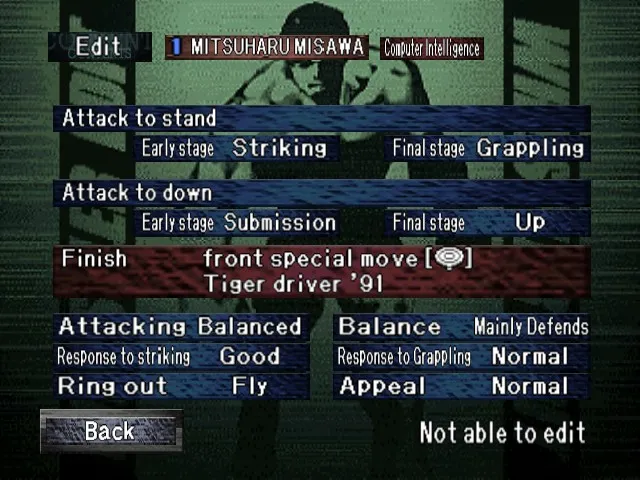 Edit 1 MITSUHARU MISAWA Computer Intelligence
Attack to stand
Early stage Striking Final stage Grappling
Attack to down
Early stage Submission Final stage Up
Finish front special move [ ]
Tiger driver '91
Attacking Balanced Balance Mainly Defends
Response to striking Good Response to Grappling Normal
Ring out Fly Appeal Normal
Back Not able to edit